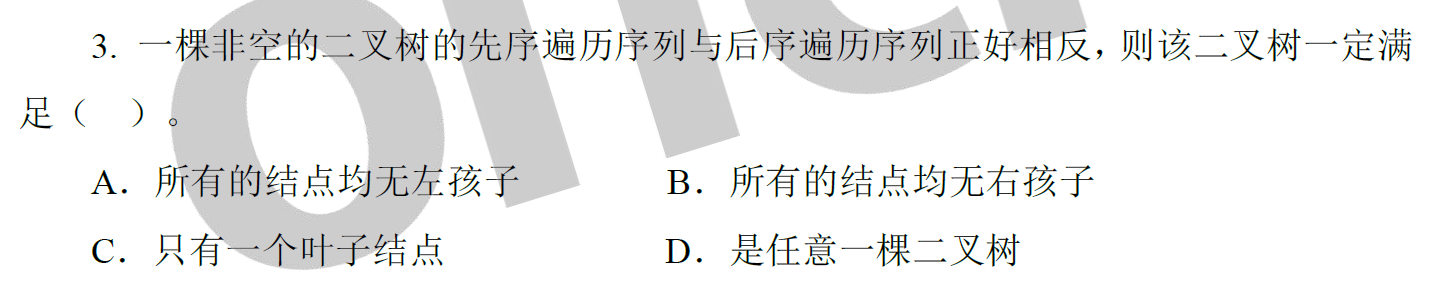 3. 一棵非空的二叉树的先序遍历序列与后序遍历序列正好相反，则该二叉树一定满
足（　）。
A．所有的结点均无左孩子　　B．所有的结点均无右孩子
C．只有一个叶子结点　　D．是任意一棵二叉树